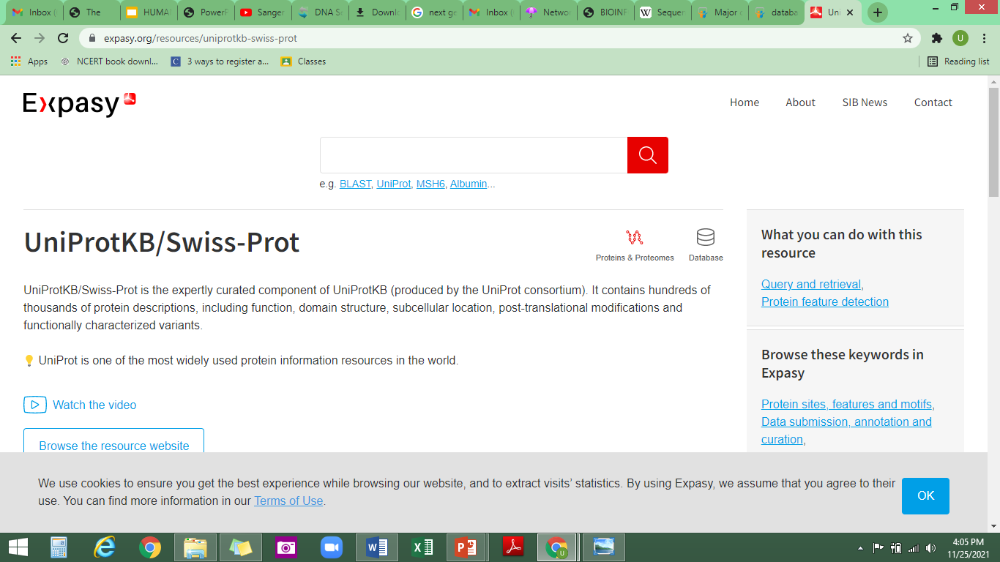 Inbox (
The
HUMA
PowerP
Sanger
DNA Se
Downlo
next ge
Inbox (
Netwo
BIOINF
Sequen
Major c
databa
Uni
expasy.org/resources/uniprotkb-swiss-prot
U
Apps
NCERT book downl...
C
3 ways to register a...
Classes
Reading list
Expasy
Home
About
SIB News
Contact
e.g. BLAST, UniProt, MSH6, Albumin...
UniProtKB/Swiss-Prot
Proteins & Proteomes
Database
UniProtKB/Swiss-Prot is the expertly curated component of UniProtKB (produced by the UniProt consortium). It contains hundreds of
thousands of protein descriptions, including function, domain structure, subcellular location, post-translational modifications and
functionally characterized variants.
UniProt is one of the most widely used protein information resources in the world.
Watch the video
Browse the resource website
What you can do with this
resource
Query and retrieval,
Protein feature detection
Browse these keywords in
Expasy
Protein sites, features and motifs,
Data submission, annotation and
curation,
We use cookies to ensure you get the best experience while browsing our website, and to extract visits’ statistics. By using Expasy, we assume that you agree to their
use. You can find more information in our Terms of Use.
OK
4:05 PM
11/25/2021